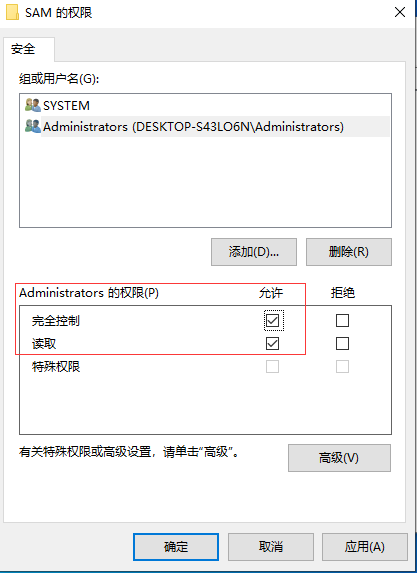 SAM 的权限
安全
组或用户名(G):
SYSTEM
Administrators (DESKTOP-S43LO6N\Administrators)
添加(D)... 删除(R)
Administrators 的权限(P) 允许 拒绝
完全控制
读取
特殊权限
有关特殊权限或高级设置，请单击“高级”。
高级(V)
确定 取消 应用(A)